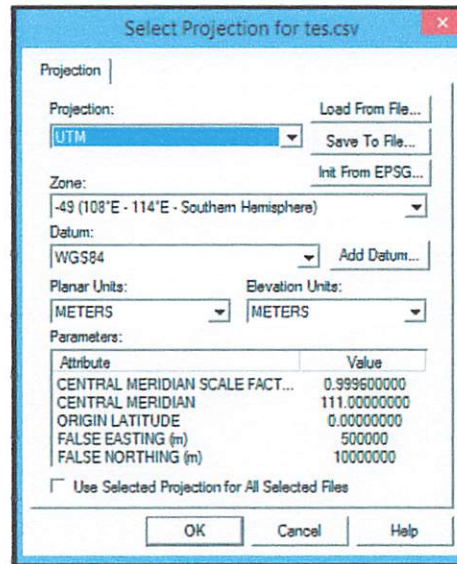 Select Projection for tes.csv
Projection
Projection:
Load From File...
UTM
Save To File...
Init From EPSG...
Zone:
-49 (108°E - 114°E - Southern Hemisphere)
Datum:
WGS84
Add Datum...
Planar Units:
Elevation Units:
METERS
METERS
Parameters:
Attribute Value
CENTRAL MERIDIAN SCALE FACT... 0.999600000
CENTRAL MERIDIAN 111.00000000
ORIGIN LATITUDE 0.00000000
FALSE EASTING (m) 500000
FALSE NORTHING (m) 10000000
Use Selected Projection for All Selected Files
OK Cancel Help